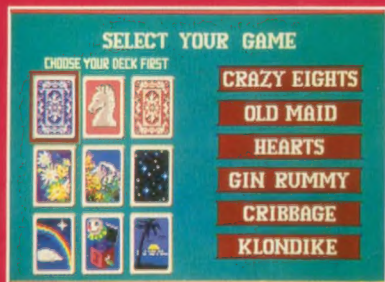 SELECT YOUR GAME
CHOOSE YOUR DECK FIRST
CRAZY EIGHTS
OLD MAID
HEARTS
GIN RUMMY
CRIBBAGE
KLONDIKE